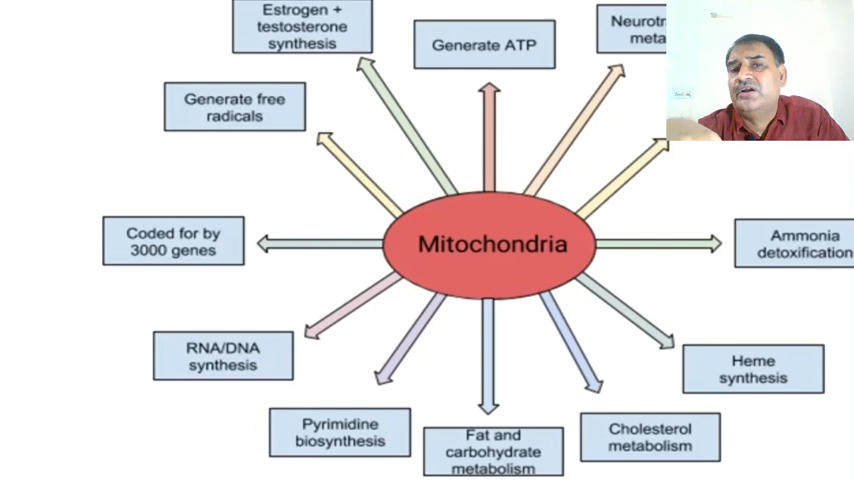 Estrogen +
testosterone
synthesis
Generate ATP
Generate free
radicals
Mitochondria
Coded for by
3000 genes
Ammonia
detoxification
RNA/DNA
synthesis
Heme
synthesis
Pyrimidine
biosynthesis
Fat and
carbohydrate
metabolism
Cholesterol
metabolism